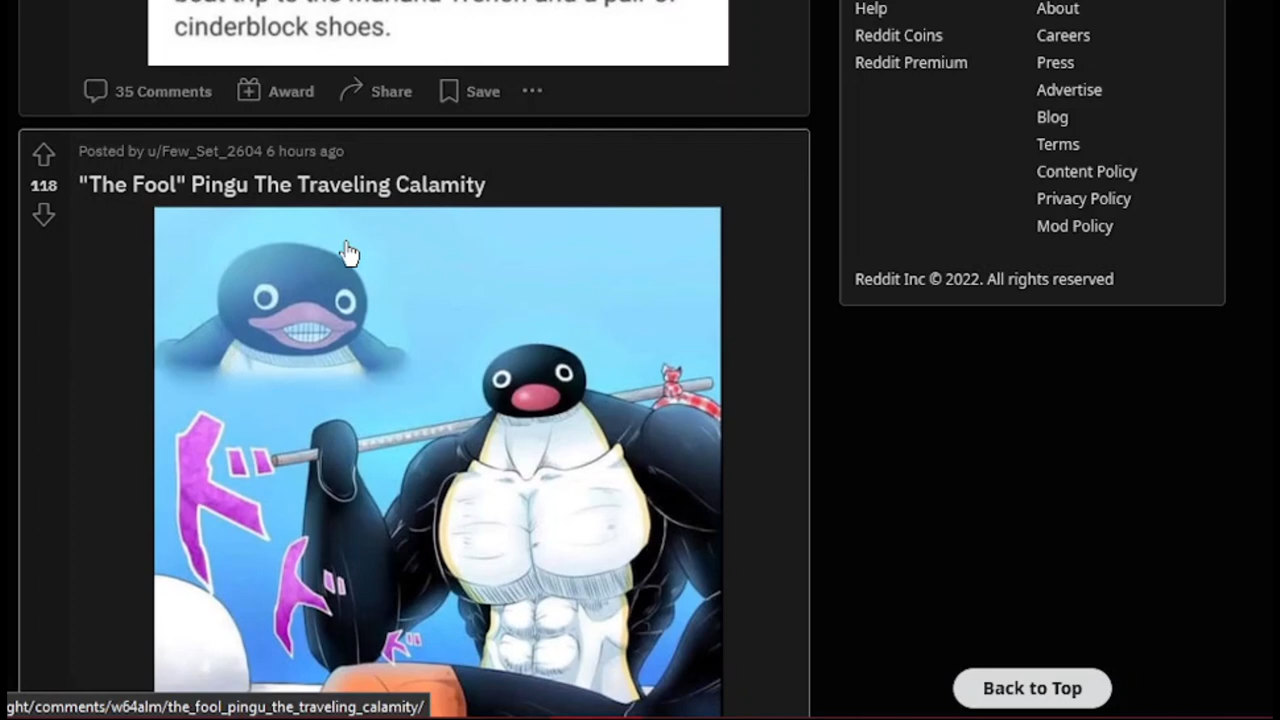 cinderblock shoes.
35 Comments
Award
Share
Save
Posted by u/Few_Set_2604 6 hours ago
118
"The Fool" Pingu The Traveling Calamity
ド
ド
ド
Help
Reddit Coins
Reddit Premium
About
Careers
Press
Advertise
Blog
Terms
Content Policy
Privacy Policy
Mod Policy
Reddit Inc © 2022. All rights reserved
Back to Top
ght/comments/w64alm/the_fool_pingu_the_traveling_calamity/